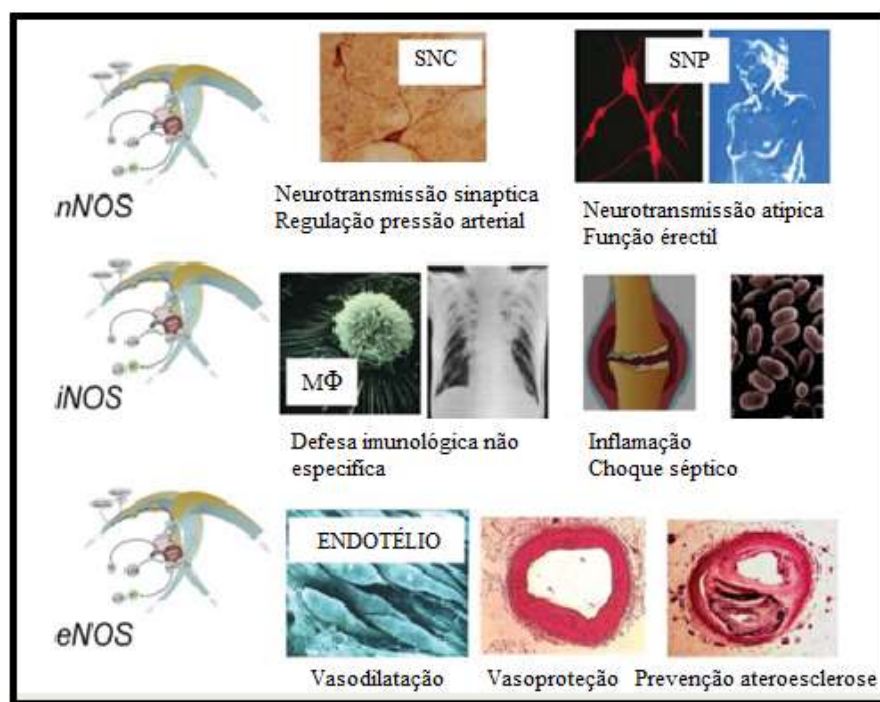 SNC
SNP
Neurotransmissão sinaptica
Regulação pressão arterial
Neurotransmissão atipica
Função éréctil
nNOS
MΦ
Defesa imunológica não
especifica
Inflamação
Choque séptico
iNOS
ENDOTÉLIO
Vasodilatação
Vasoproteção
Prevenção ateroesclerose
eNOS